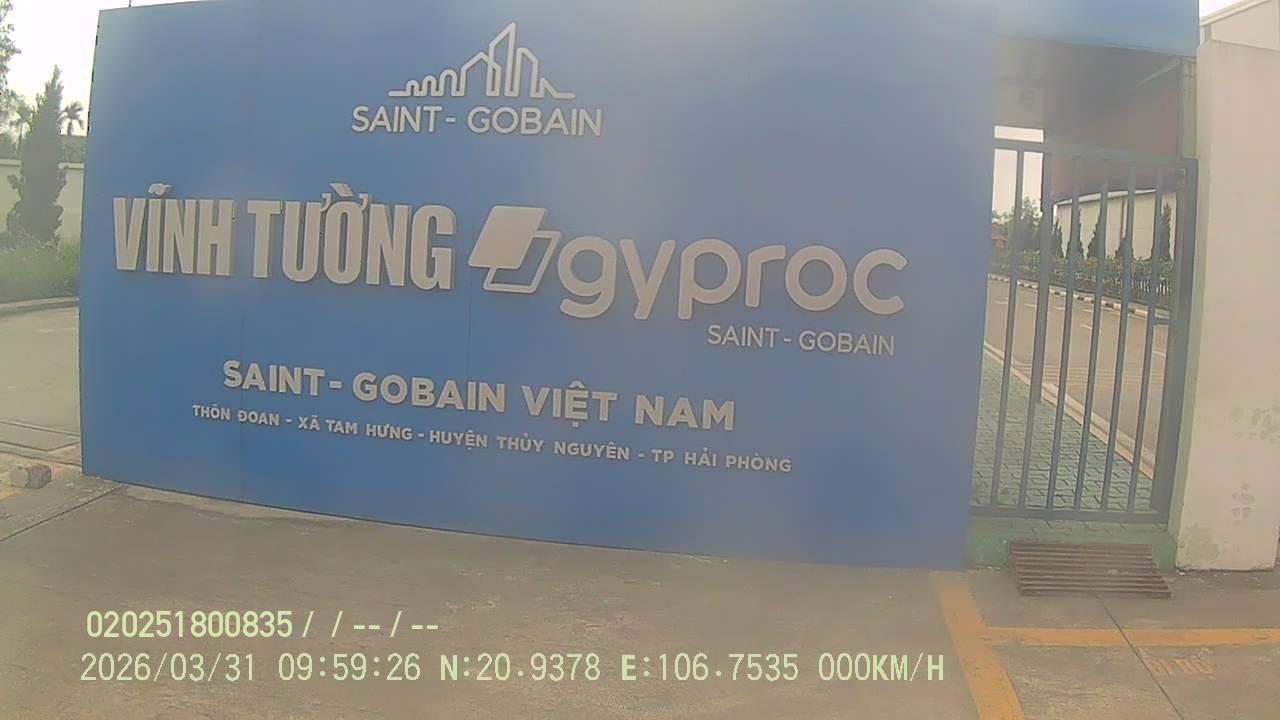 SAINT-GOBAIN
VĨNH TƯỜNG gyproc
SAINT-GOBAIN
SAINT-GOBAIN VIỆT NAM
THÔN ĐOAN - XÃ TAM HƯNG - HUYỆN THỦY NGUYÊN - TP HẢI PHÒNG
020251800835 / / -- / --
2026/03/31 09:59:26 N:20.9378 E:106.7535 000KM/H